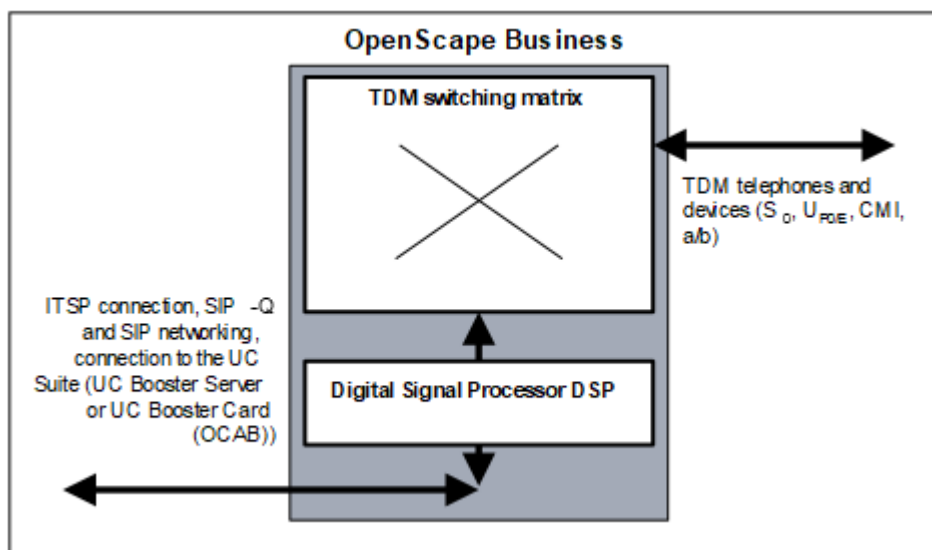 OpenScape Business
TDM switching matrix
TDM telephones and
devices (S0, UP0/E, CMI,
a/b)
ITSP connection, SIP -Q
and SIP networking,
connection to the UC
Suite (UC Booster Server
or UC Booster Card
(OCAB))
Digital Signal Processor DSP